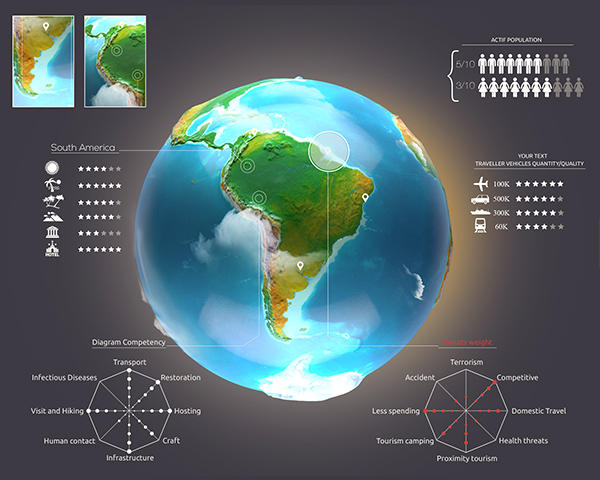 ACTIF POPULATION
5/10
3/10
South America
YOUR TEXT
TRAVELLER VEHICLES QUANTITY/QUALITY
100K
500K
300K
60K
HOTEL
Diagram Competency
Transport
Infectious Diseases
Restoration
Visit and Hiking
Hosting
Human contact
Craft
Infrastructure
Terrorism
Accident
Competitive
Less spending
Domestic Travel
Tourism camping
Health threats
Proximity tourism